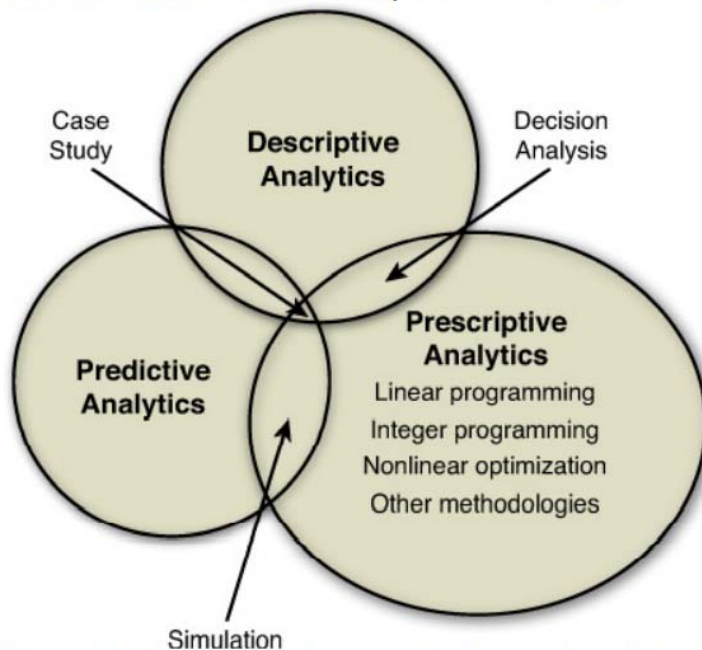 Case
Study
Descriptive
Analytics
Decision
Analysis
Predictive
Analytics
Prescriptive
Analytics
Linear programming
Integer programming
Nonlinear optimization
Other methodologies
Simulation